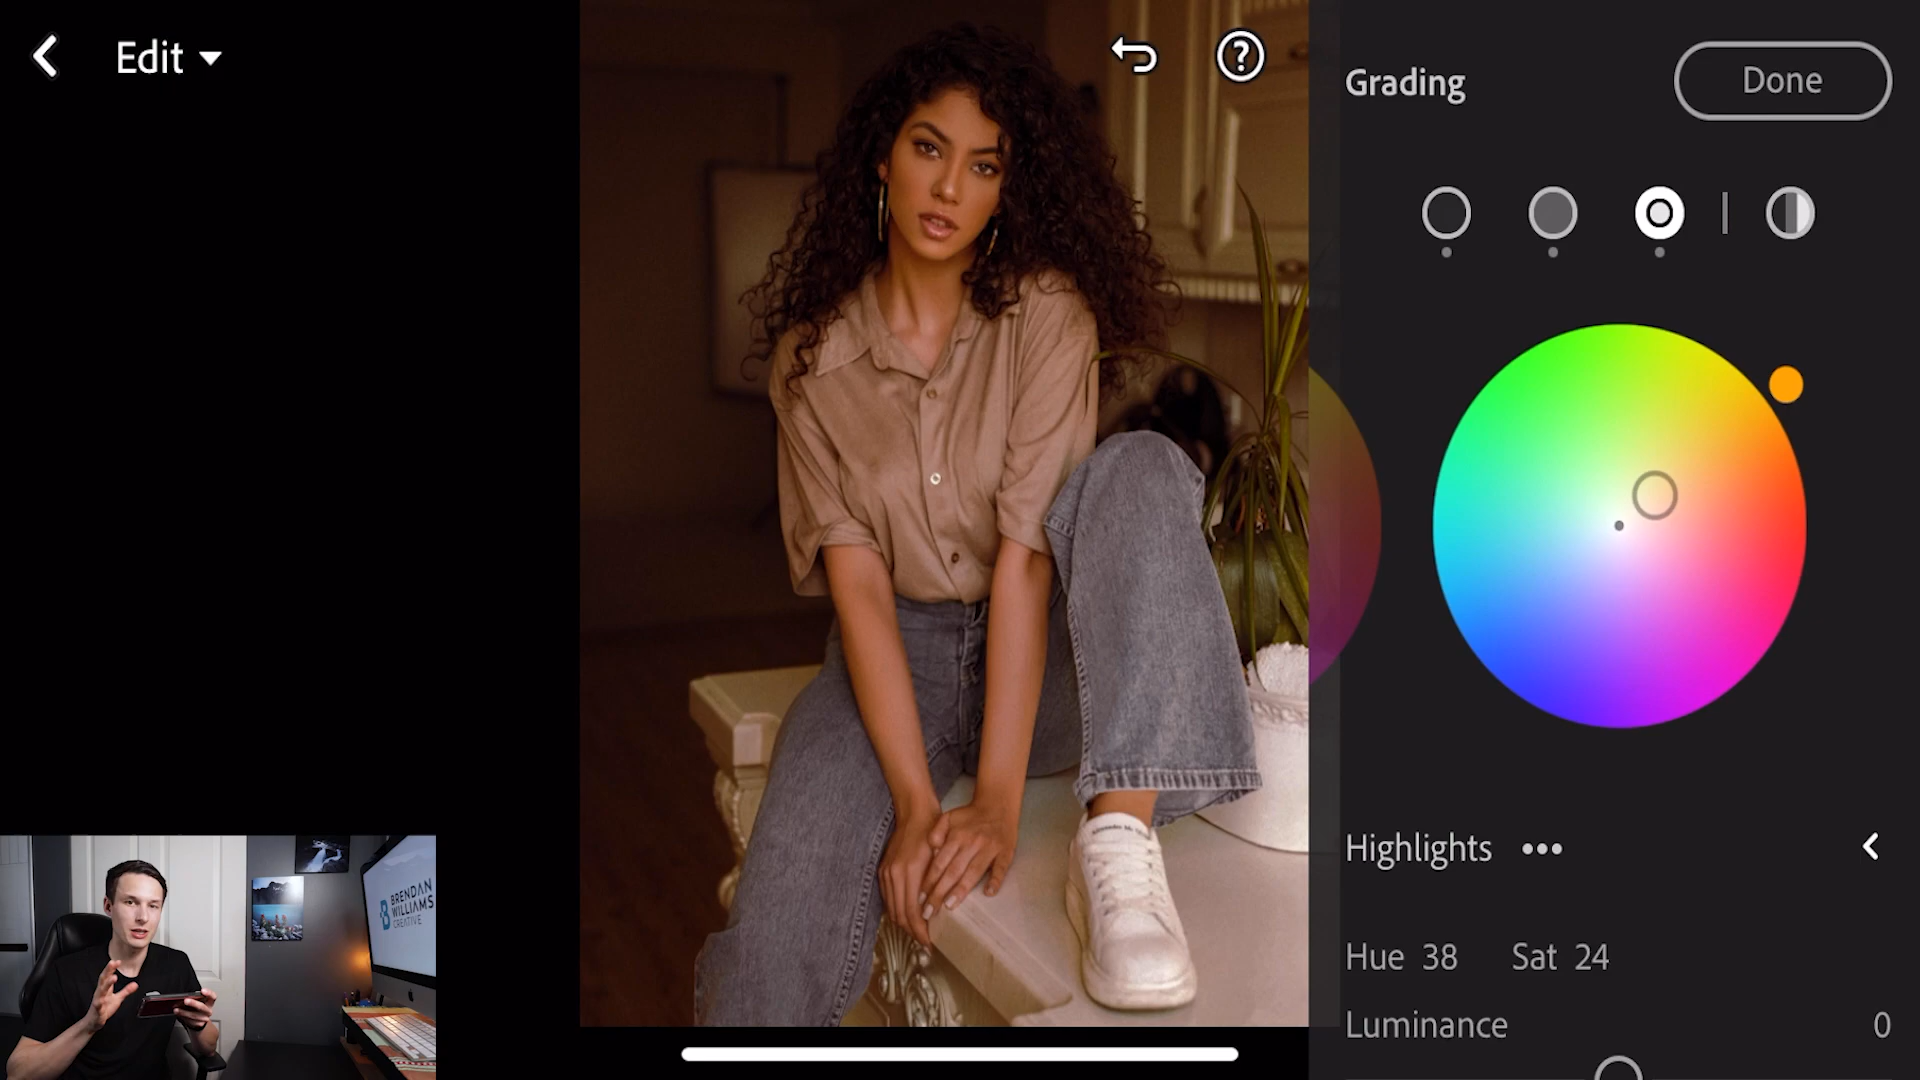 Edit
Grading
Done
Highlights
Hue 38 Sat 24
Luminance 0
BRENDAN
WILLIAMS
CREATIVE